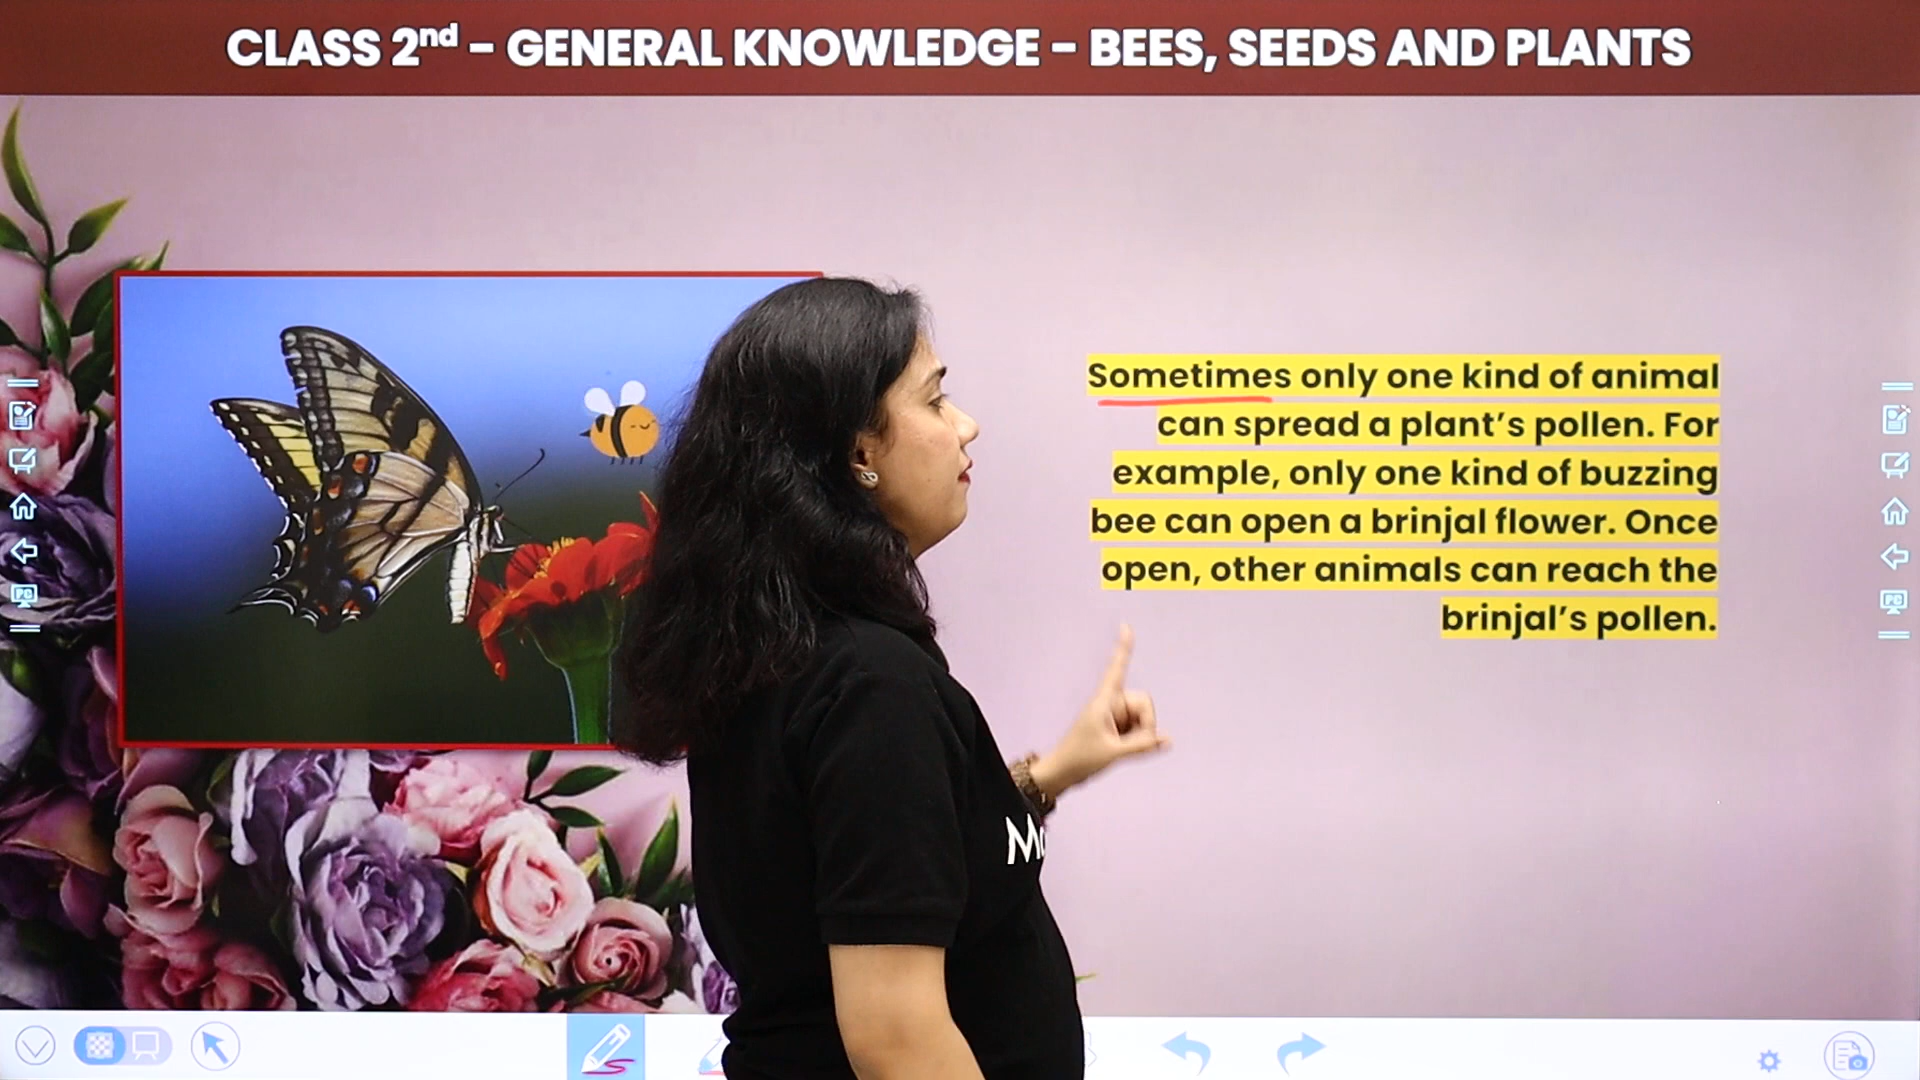 CLASS 2nd - GENERAL KNOWLEDGE - BEES, SEEDS AND PLANTS
Sometimes only one kind of animal
can spread a plant's pollen. For
example, only one kind of buzzing
bee can open a brinjal flower. Once
open, other animals can reach the
brinjal's pollen.
PC
PC